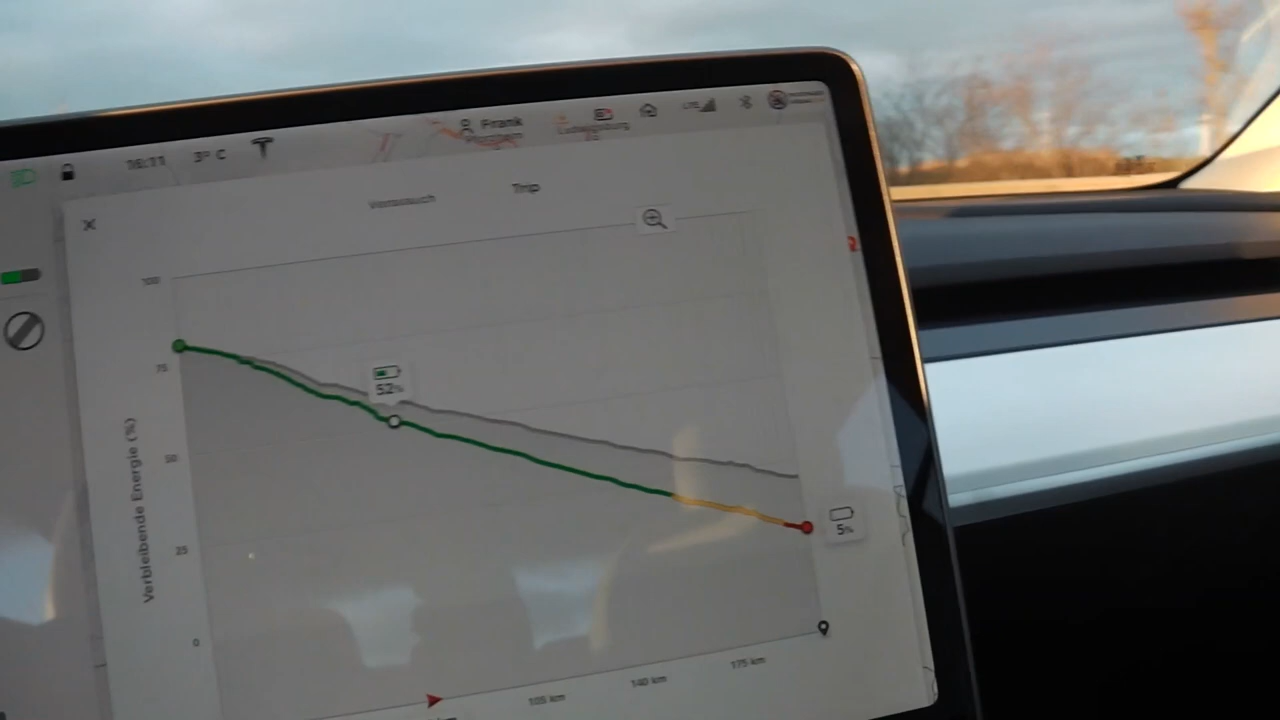 16:11
3° C
Frank
LTE
Verbrauch
Trip
100
75
50
25
0
Verbleibende Energie (%)
52%
5%
105 km
140 km
175 km